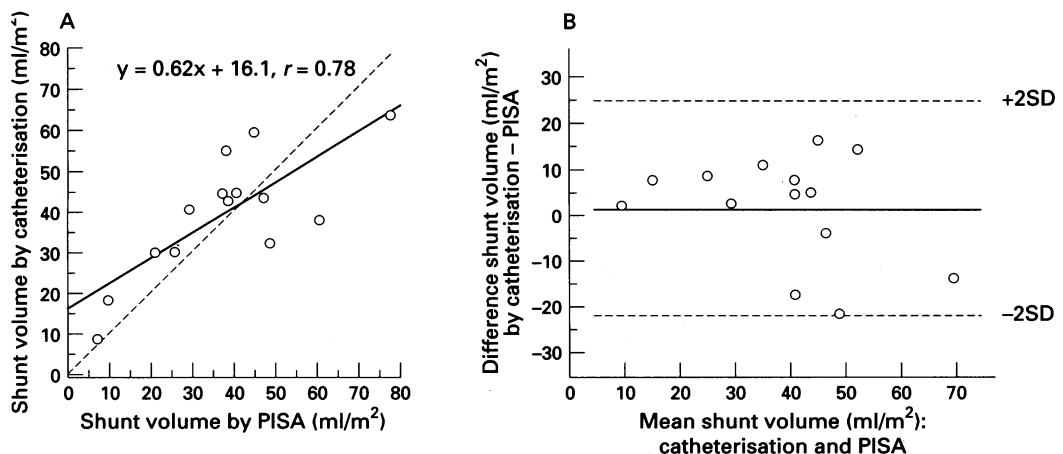 A
y = 0.62x + 16.1, r = 0.78
Shunt volume by catheterisation (ml/m²)
80
70
60
50
40
30
20
10
0
0 10 20 30 40 50 60 70 80
Shunt volume by PISA (ml/m²)
B
Difference shunt volume (ml/m²)
by catheterisation – PISA
30
20
10
0
–10
–20
–30
+2SD
–2SD
0 10 20 30 40 50 60 70
Mean shunt volume (ml/m²):
catheterisation and PISA